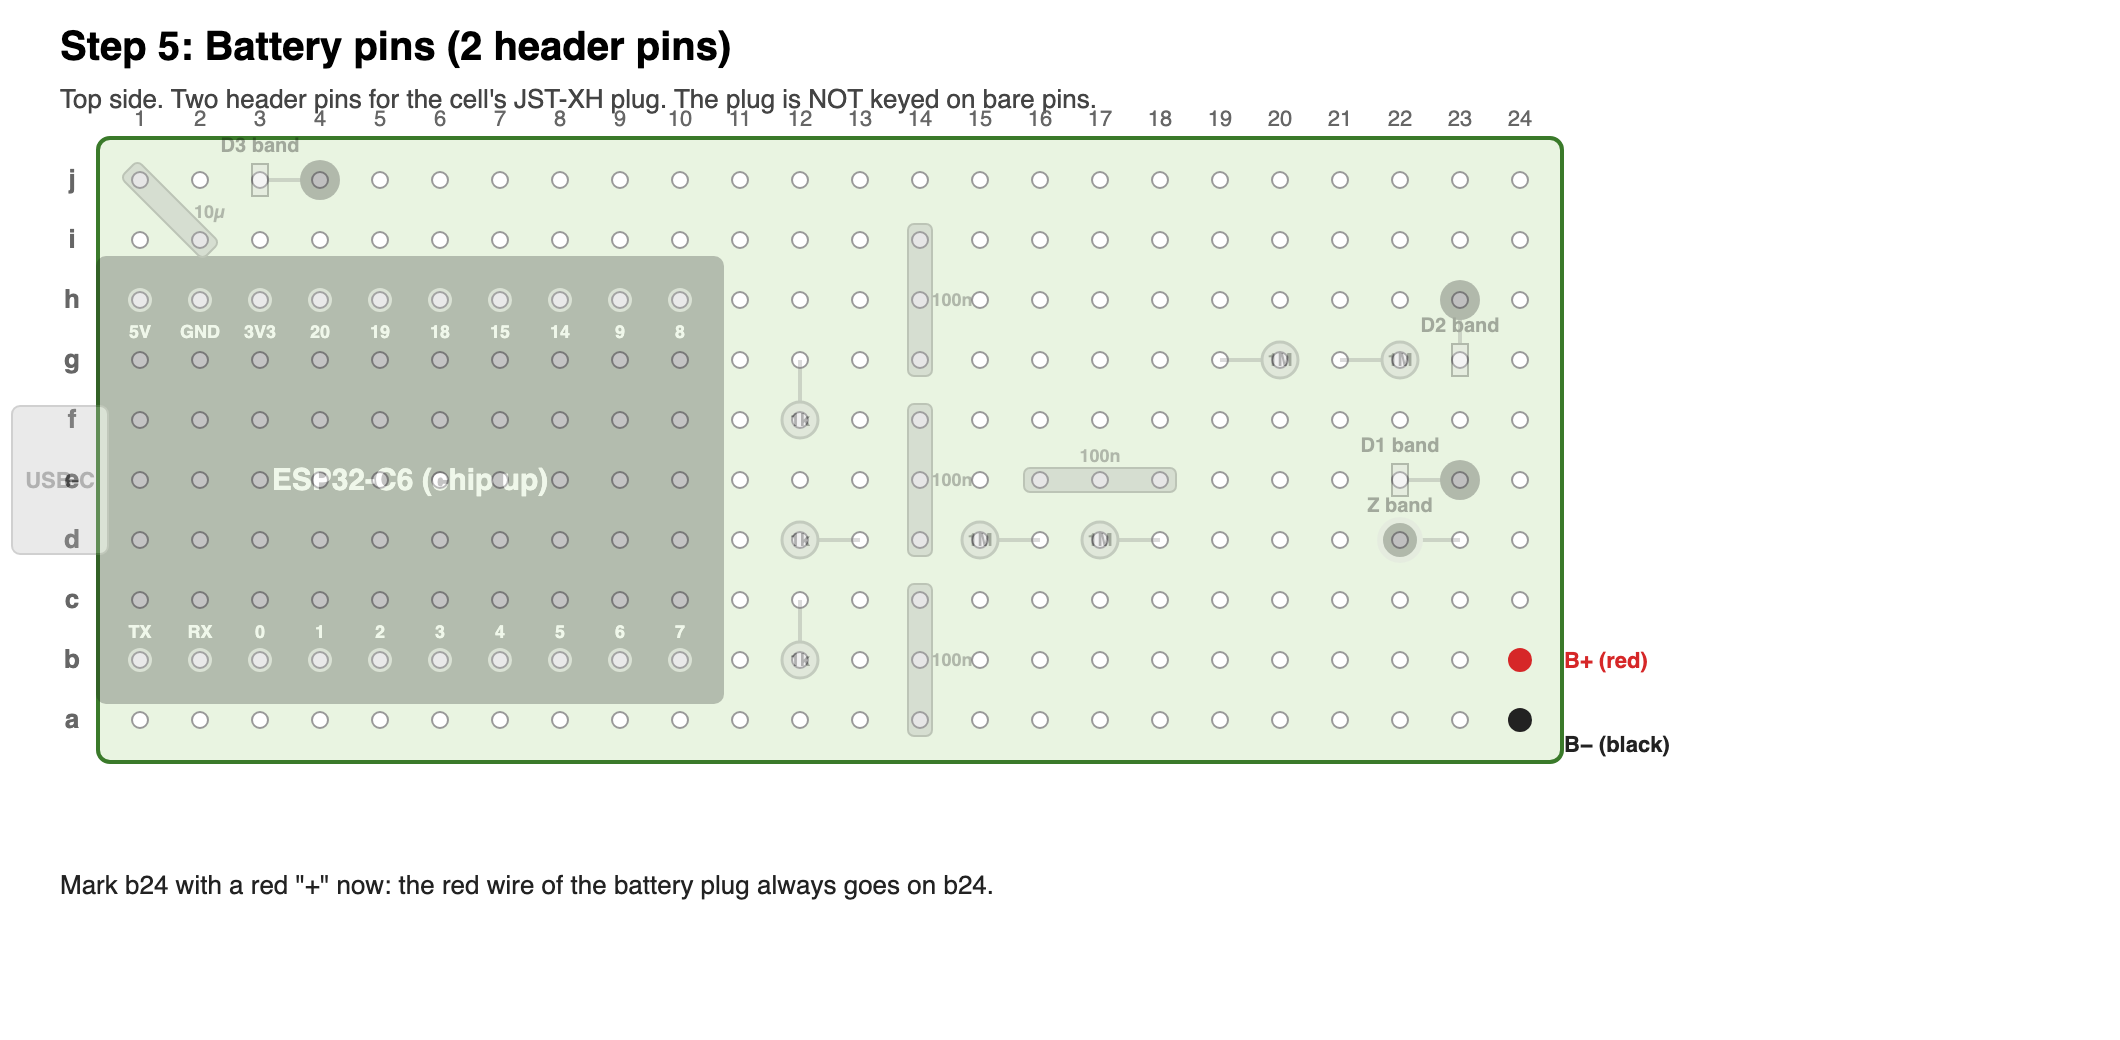 Step 5: Battery pins (2 header pins)
Top side. Two header pins for the cell's JST-XH plug. The plug is NOT keyed on bare pins.
1 2 3 4 5 6 7 8 9 10 11 12 13 14 15 16 17 18 19 20 21 22 23 24
D3 band
j
10µ
i
h
100n
5V GND 3V3 20 19 18 15 14 9 8
D2 band
g
1M 1M
f
1k
D1 band
100n
USB-C
e
ESP32-C6 (chip up)
100n
Z band
d
1k 1M 1M
c
TX RX 0 1 2 3 4 5 6 7
b
1k
100n
B+ (red)
a
B− (black)
Mark b24 with a red "+" now: the red wire of the battery plug always goes on b24.